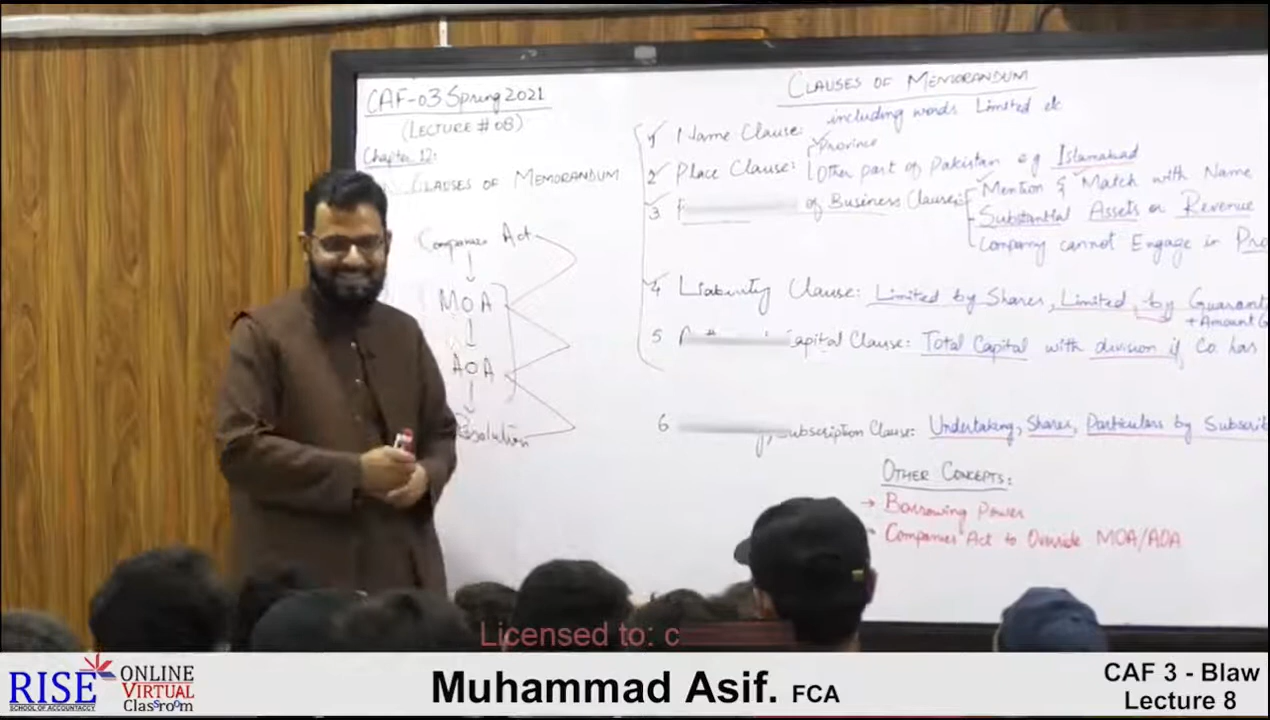 CAF-03 Spring 2021
(LECTURE # 08)
Chapter 12:
CLAUSES OF MEMORANDUM
Companies Act
MOA
AOA
Resolution
CLAUSES OF MEMORANDUM
including words Limited etc
1 Name Clause:
Province
2 Place Clause: Other part of Pakistan eg Islamabad
3 of Business Clause: Mention & Match with Name
Substantial Assets or Revenue
Company cannot Engage in
4 Liability Clause: Limited by Shares, Limited by
+ Amount
5 Capital Clause: Total Capital with division if Co. has
6 Subscription Clause: Undertaking, Shares, Particulars by
OTHER CONCEPTS:
→ Borrowing Power
Companies Act to Override MOA/AOA
Licensed to: c
RISE
SCHOOL OF ACCOUNTANCY
ONLINE
VIRTUAL
Classroom
Muhammad Asif. FCA
CAF 3 - Blaw
Lecture 8